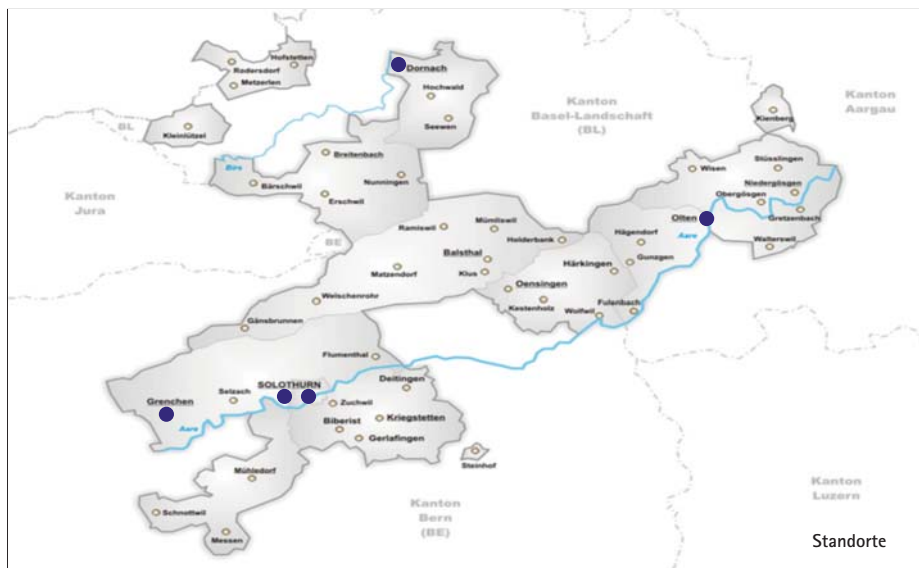 Hofstetten
Rodersdorf
Metzerlen
Dornach
Hochwald
Seewen
Kanton
Basel-Landschaft
(BL)
Kanton
Aargau
Kienberg
BL
Kleinlützel
Birs
Breitenbach
Bärschwil
Nunningen
Erschwil
Kanton
Jura
BE
Wisen
Stüsslingen
Niedergösgen
Obergösgen
Gretzenbach
Olten
Aare
Walterswil
Ramiswil
Mümliswil
Holderbank
Hägendorf
Gunzgen
Balsthal
Klus
Härkingen
Matzendorf
Oensingen
Kestenholz
Wolfwil
Fulenbach
Welschenrohr
Gänsbrunnen
Flumenthal
Deitingen
Selzach
SOLOTHURN
Grenchen
Aare
Zuchwil
Biberist
Kriegstetten
Gerlafingen
Steinhof
Mühledorf
Schnottwil
Messen
Kanton
Bern
(BE)
Kanton
Luzern
Standorte